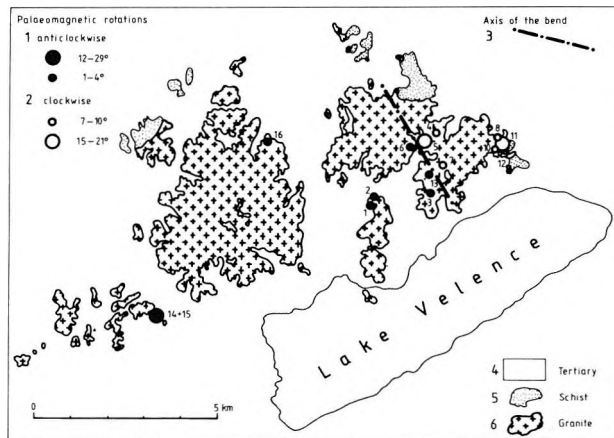 Palaeomagnetic rotations
1 anticlockwise
12–29°
1–4°
2 clockwise
7–10°
15–21°
Axis of the bend
3
16
4
5
6
7
8
11
12
13
3
2
1
14+15
Lake Velence
0 5 km
4 Tertiary
5 Schist
6 Granite